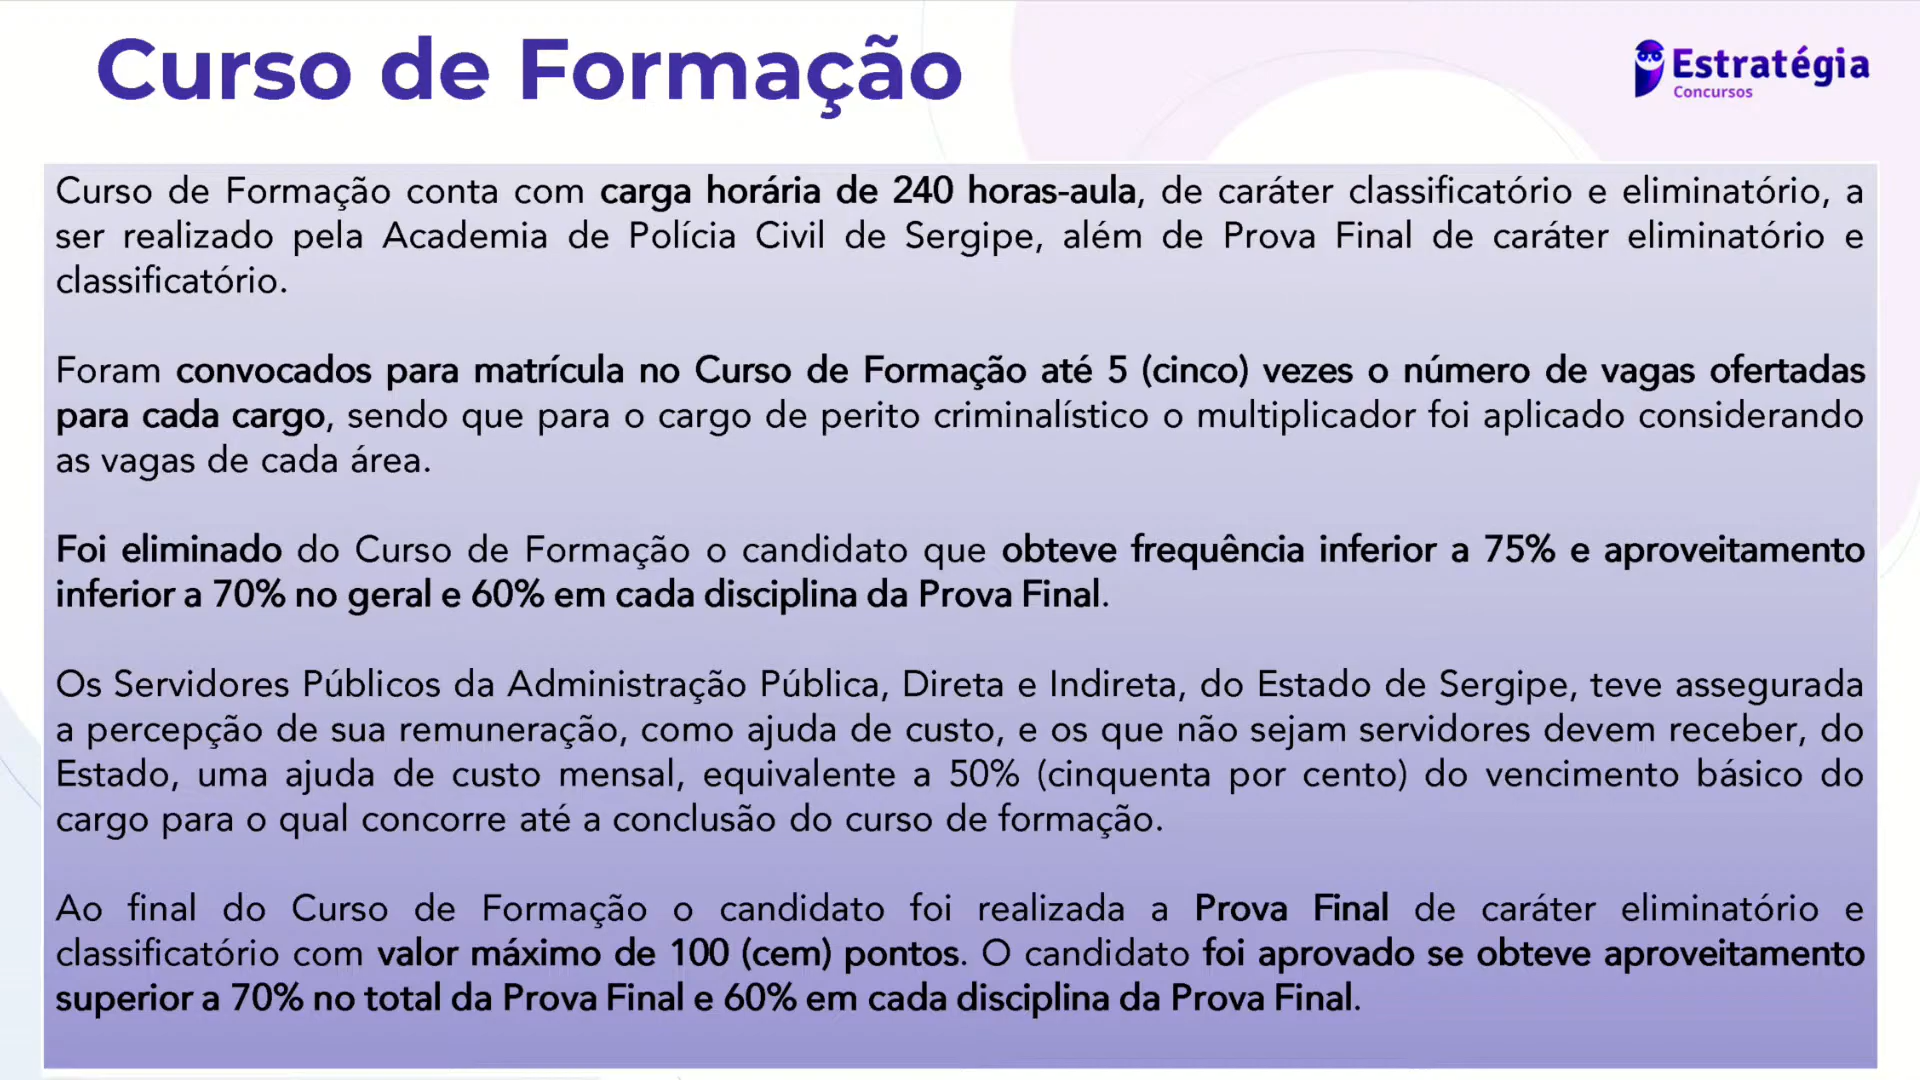 Curso de Formação
Estratégia
Concursos
Curso de Formação conta com carga horária de 240 horas-aula, de caráter classificatório e eliminatório, a
ser realizado pela Academia de Polícia Civil de Sergipe, além de Prova Final de caráter eliminatório e
classificatório.
Foram convocados para matrícula no Curso de Formação até 5 (cinco) vezes o número de vagas ofertadas
para cada cargo, sendo que para o cargo de perito criminalístico o multiplicador foi aplicado considerando
as vagas de cada área.
Foi eliminado do Curso de Formação o candidato que obteve frequência inferior a 75% e aproveitamento
inferior a 70% no geral e 60% em cada disciplina da Prova Final.
Os Servidores Públicos da Administração Pública, Direta e Indireta, do Estado de Sergipe, teve assegurada
a percepção de sua remuneração, como ajuda de custo, e os que não sejam servidores devem receber, do
Estado, uma ajuda de custo mensal, equivalente a 50% (cinquenta por cento) do vencimento básico do
cargo para o qual concorre até a conclusão do curso de formação.
Ao final do Curso de Formação o candidato foi realizada a Prova Final de caráter eliminatório e
classificatório com valor máximo de 100 (cem) pontos. O candidato foi aprovado se obteve aproveitamento
superior a 70% no total da Prova Final e 60% em cada disciplina da Prova Final.